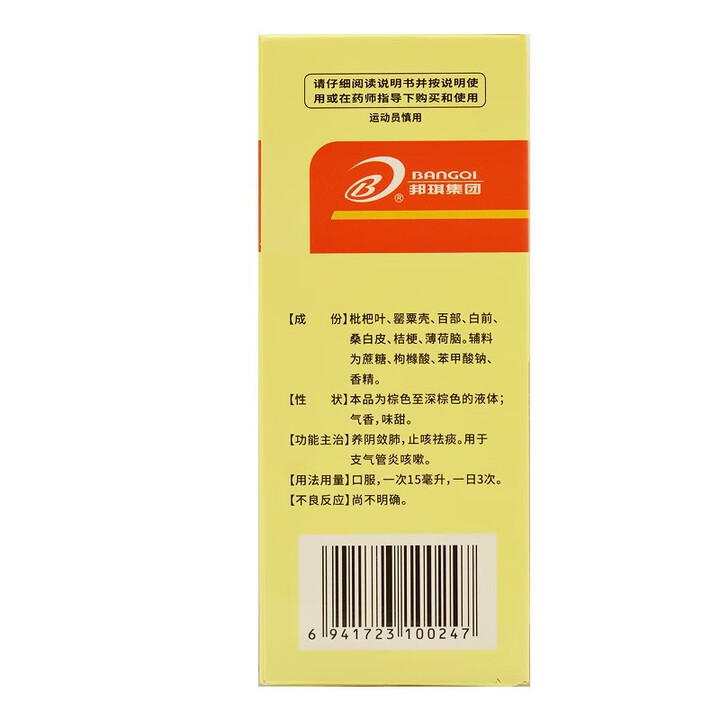 请仔细阅读说明书并按说明使
用或在药师指导下购买和使用
运动员慎用
BANGQI
邦琪集团
®
【成　份】枇杷叶、罂粟壳、百部、白前、
桑白皮、桔梗、薄荷脑。辅料
为蔗糖、枸橼酸、苯甲酸钠、
香精。
【性　状】本品为棕色至深棕色的液体；
气香，味甜。
【功能主治】养阴敛肺，止咳祛痰。用于
支气管炎咳嗽。
【用法用量】口服，一次15毫升，一日3次。
【不良反应】尚不明确。
6 941723 100247